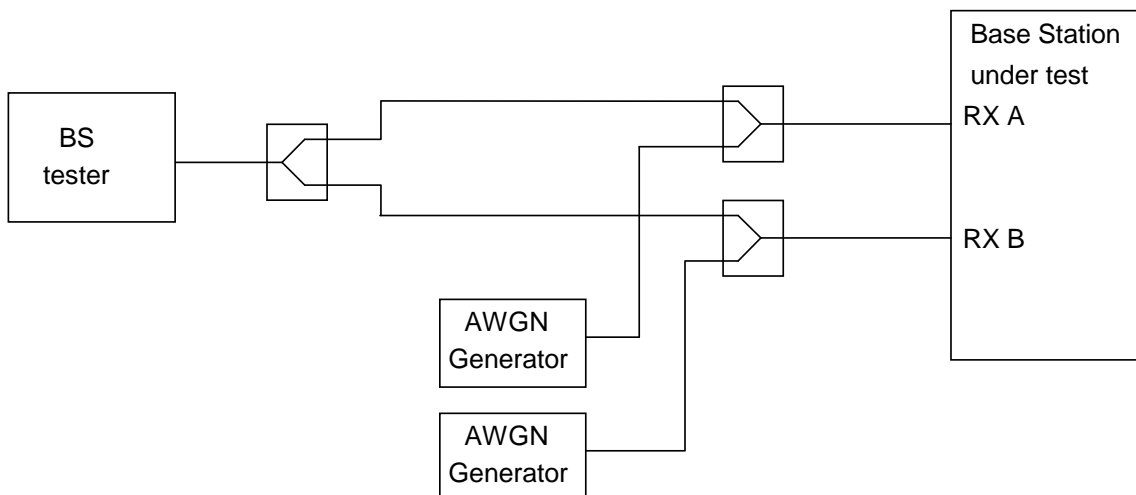 BS
tester
Base Station
under test
RX A
RX B
AWGN
Generator
AWGN
Generator